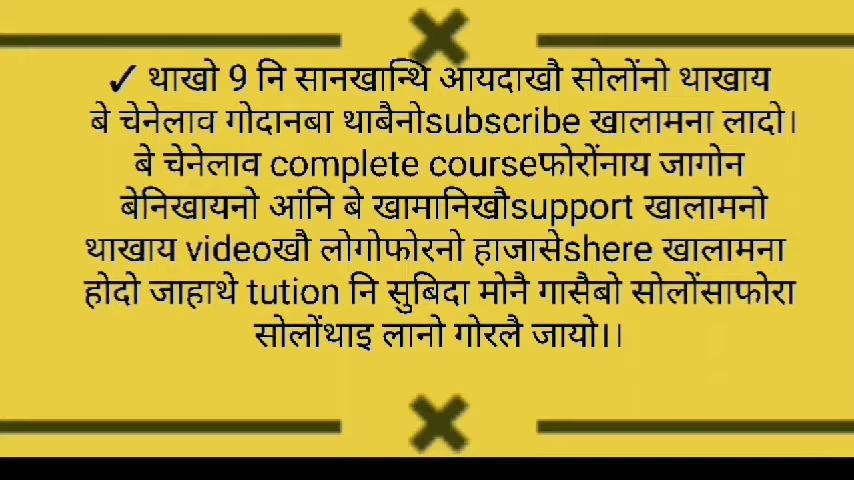 ✓ थाखो 9 नि सानखान्थि आयदाखौ सोलोंनो थाखाय
बे चेनेलाव गोदानबा थाबैनोsubscribe खालामना लादो।
बे चेनेलाव complete courseफोरोंनाय जागोन
बेनिखायनो आंनि बे खामानिखौsupport खालामनो
थाखाय videoखौ लोगोफोरनो हाजासेshere खालामना
होदो जाहाथे tution नि सुबिदा मोनै गासैबो सोलोंसाफोरा
सोलोंथाइ लानो गोरलै जायो।।